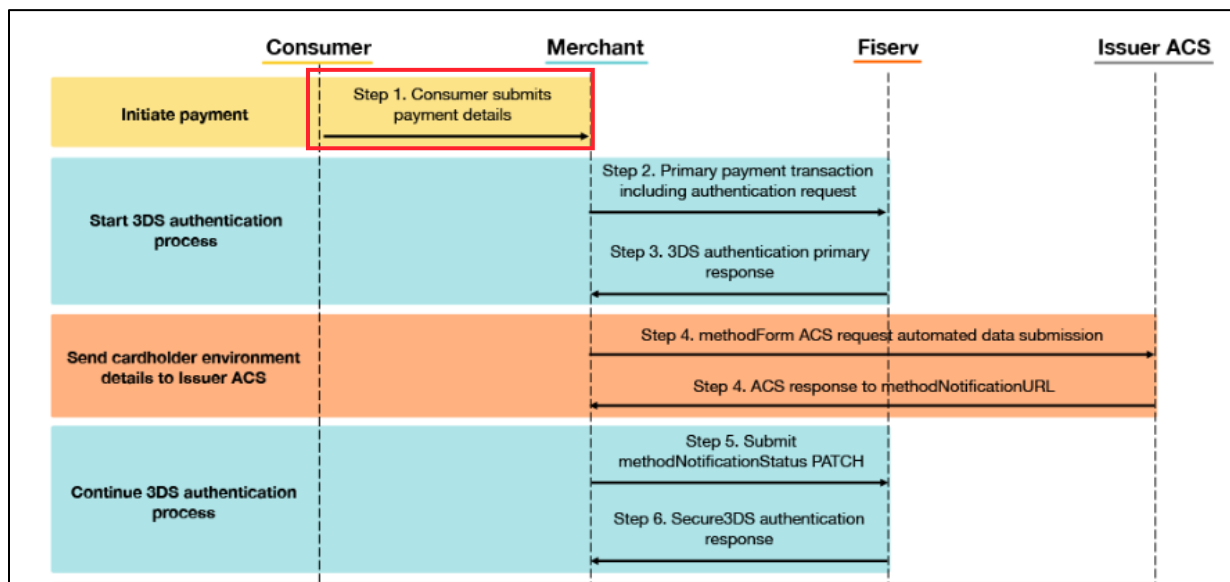 Consumer
Merchant
Fiserv
Issuer ACS
Initiate payment
Step 1. Consumer submits
payment details
Start 3DS authentication
process
Step 2. Primary payment transaction
including authentication request
Step 3. 3DS authentication primary
response
Send cardholder environment
details to Issuer ACS
Step 4. methodForm ACS request automated data submission
Step 4. ACS response to methodNotificationURL
Continue 3DS authentication
process
Step 5. Submit
methodNotificationStatus PATCH
Step 6. Secure3DS authentication
response